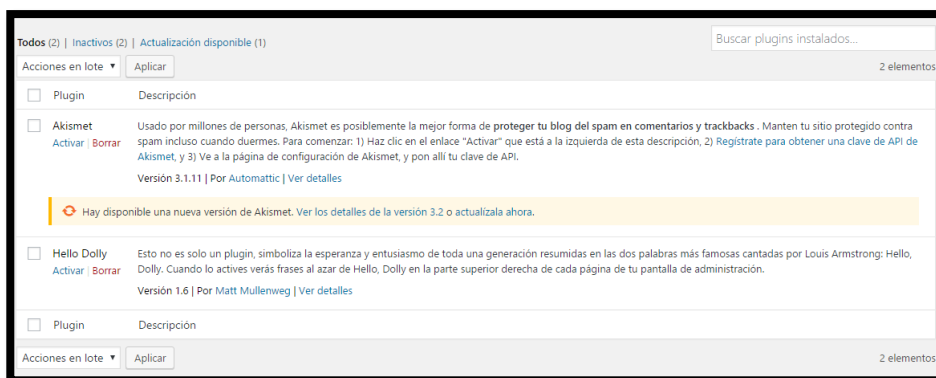 Todos (2) | Inactivos (2) | Actualización disponible (1)
Buscar plugins instalados...
Acciones en lote ▼ Aplicar
2 elementos
Plugin Descripción
Akismet
Activar | Borrar
Usado por millones de personas, Akismet es posiblemente la mejor forma de proteger tu blog del spam en comentarios y trackbacks . Manten tu sitio protegido contra
spam incluso cuando duermes. Para comenzar: 1) Haz clic en el enlace "Activar" que está a la izquierda de esta descripción, 2) Regístrate para obtener una clave de API de
Akismet, y 3) Ve a la página de configuración de Akismet, y pon allí tu clave de API.
Versión 3.1.11 | Por Automattic | Ver detalles
Hay disponible una nueva versión de Akismet. Ver los detalles de la versión 3.2 o actualízala ahora.
Hello Dolly
Activar | Borrar
Esto no es solo un plugin, simboliza la esperanza y entusiasmo de toda una generación resumidas en las dos palabras más famosas cantadas por Louis Armstrong: Hello,
Dolly. Cuando lo actives verás frases al azar de Hello, Dolly en la parte superior derecha de cada página de tu pantalla de administración.
Versión 1.6 | Por Matt Mullenweg | Ver detalles
Plugin Descripción
Acciones en lote ▼ Aplicar
2 elementos